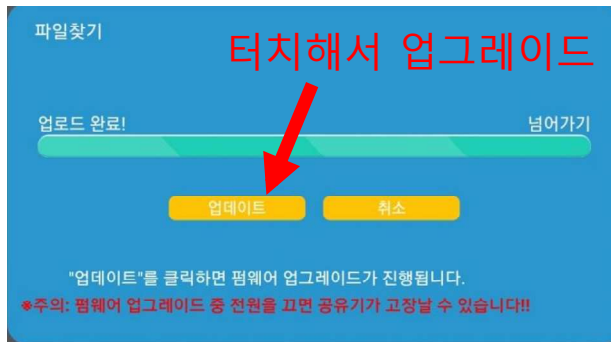 파일찾기
터치해서 업그레이드
업로드 완료!
넘어가기
업데이트
취소
"업데이트"를 클릭하면 펌웨어 업그레이드가 진행됩니다.
※주의: 펌웨어 업그레이드 중 전원을 끄면 공유기가 고장날 수 있습니다!!